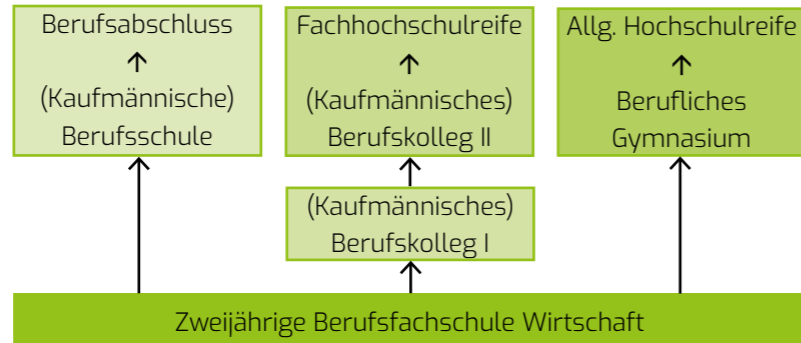 Berufsabschluss
(Kaufmännische)
Berufsschule
Fachhochschulreife
(Kaufmännisches)
Berufskolleg II
Allg. Hochschulreife
Berufliches
Gymnasium
(Kaufmännisches)
Berufskolleg I
Zweijährige Berufsfachschule Wirtschaft